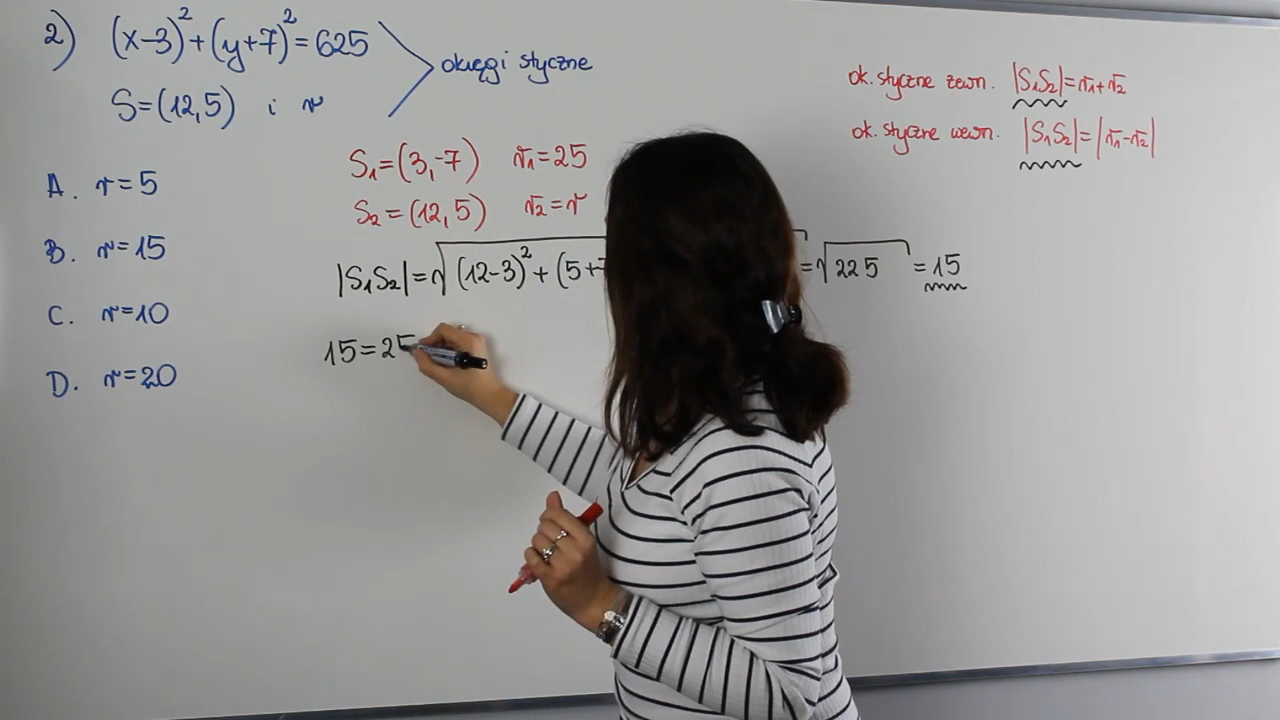 2) (x-3)²+(y+7)²=625
S=(12,5) i r
okręgi styczne
ok. styczne zewn. |S₁S₂|=r₁+r₂
ok. styczne wewn. |S₁S₂|=|r₁-r₂|
S₁=(3,-7) r₁=25
S₂=(12,5) r₂=r
A. r=5
B. r=15
C. r=10
D. r=20
|S₁S₂|=√(12-3)²+(5+ =√225 =15
15=25